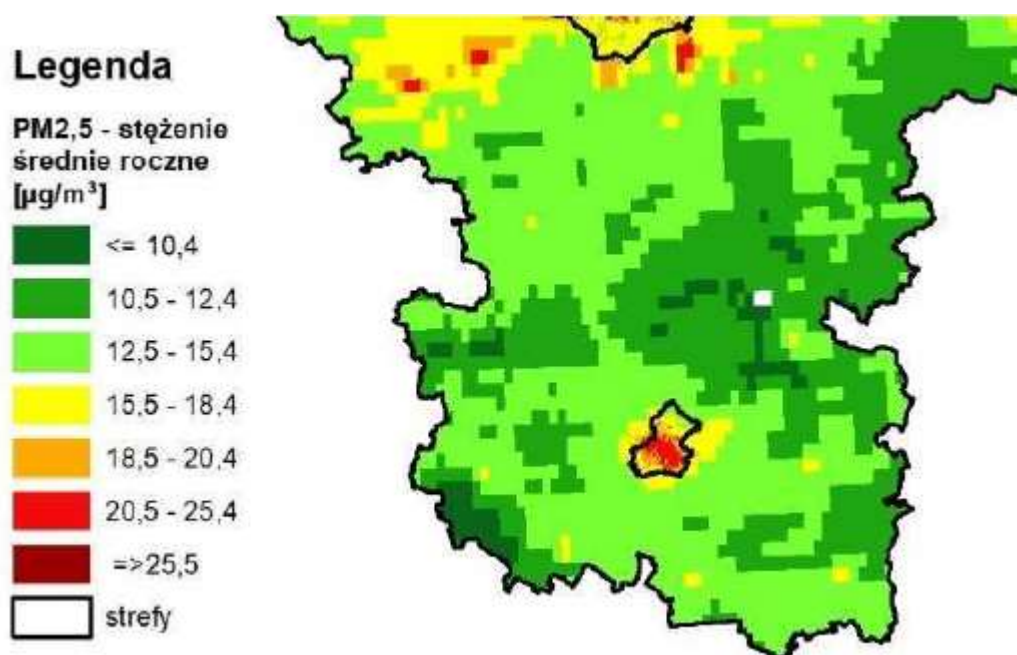 Legenda
PM2,5 - stężenie
średnie roczne
[µg/m³]
<= 10,4
10,5 - 12,4
12,5 - 15,4
15,5 - 18,4
18,5 - 20,4
20,5 - 25,4
=>25,5
strefy